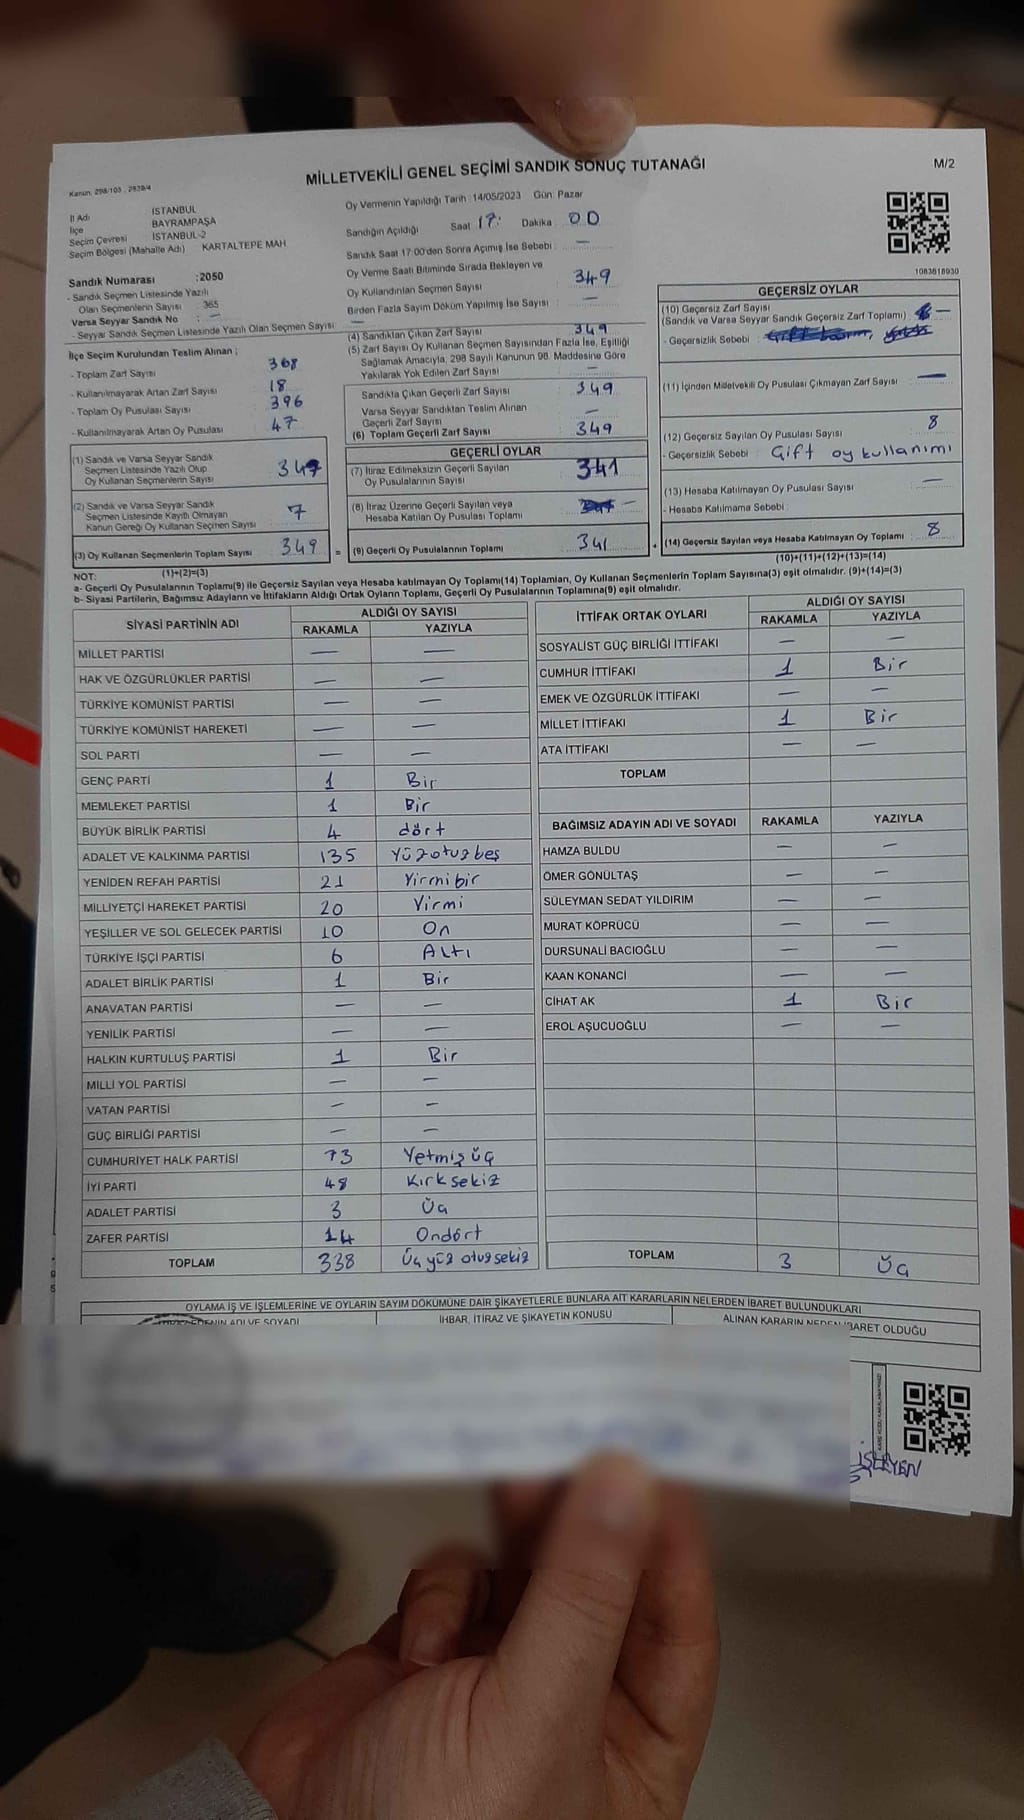 Kanun, 298/103 , 2839/4
MİLLETVEKİLİ GENEL SEÇİMİ SANDIK SONUÇ TUTANAĞI
M/2
İl Adı İSTANBUL
İlçe BAYRAMPAŞA
Seçim Çevresi İSTANBUL-2
Seçim Bölgesi (Mahalle Adı) KARTALTEPE MAH
Sandık Numarası :2050
- Sandık Seçmen Listesinde Yazılı
Olan Seçmenlerin Sayısı : 365
Varsa Seyyar Sandık No : —
- Seyyar Sandık Seçmen Listesinde Yazılı Olan Seçmen Sayısı —
İlçe Seçim Kurulundan Teslim Alınan ;
- Toplam Zarf Sayısı 368
- Kullanılmayarak Artan Zarf Sayısı 18
- Toplam Oy Pusulası Sayısı 396
- Kullanılmayarak Artan Oy Pusulası 47
(1) Sandık ve Varsa Seyyar Sandık
Seçmen Listesinde Yazılı Olup
Oy Kullanan Seçmenlerin Sayısı
(2) Sandık ve Varsa Seyyar Sandık
Seçmen Listesinde Kayıtlı Olmayan
Kanun Gereği Oy Kullanan Seçmen Sayısı 7
(3) Oy Kullanan Seçmenlerin Toplam Sayısı 349 =
Oy Vermenin Yapıldığı Tarih : 14/05/2023 Gün: Pazar
Sandığın Açıldığı Saat 17: Dakika 00
Sandık Saat 17:00'den Sonra Açımış İse Sebebi : —
Oy Verme Saati Bitiminde Sırada Bekleyen ve
Oy Kullandırılan Seçmen Sayısı 349
Birden Fazla Sayım Döküm Yapılmış İse Sayısı : —
(4) Sandıktan Çıkan Zarf Sayısı 349
(5) Zarf Sayısı Oy Kullanan Seçmen Sayısından Fazla İse, Eşitliği
Sağlamak Amacıyla, 298 Sayılı Kanunun 98. Maddesine Göre
Yakılarak Yok Edilen Zarf Sayısı —
Sandıkta Çıkan Geçerli Zarf Sayısı 349
Varsa Seyyar Sandıktan Teslim Alınan
Geçerli Zarf Sayısı —
(6) Toplam Geçerli Zarf Sayısı 349
GEÇERLİ OYLAR
(7) İtiraz Edilmeksizin Geçerli Sayılan
Oy Pusulalarının Sayısı 341
(8) İtiraz Üzerine Geçerli Sayılan veya
Hesaba Katılan Oy Pusulası Toplamı —
(9) Geçerli Oy Pusulalarının Toplamı 341 +
1083818930
GEÇERSİZ OYLAR
(10) Geçersiz Zarf Sayısı
(Sandık ve Varsa Seyyar Sandık Geçersiz Zarf Toplamı) —
- Geçersizlik Sebebi :
(11) İçinden Milletvekili Oy Pusulası Çıkmayan Zarf Sayısı —
(12) Geçersiz Sayılan Oy Pusulası Sayısı 8
- Geçersizlik Sebebi : Çift oy kullanımı
(13) Hesaba Katılmayan Oy Pusulası Sayısı —
- Hesaba Katılmama Sebebi :
(14) Geçersiz Sayılan veya Hesaba Katılmayan Oy Toplamı 8
(10)+(11)+(12)+(13)=(14)
NOT: (1)+(2)=(3)
a- Geçerli Oy Pusulalarının Toplamı(9) ile Geçersiz Sayılan veya Hesaba katılmayan Oy Toplamı(14) Toplamları, Oy Kullanan Seçmenlerin Toplam Sayısına(3) eşit olmalıdır. (9)+(14)=(3)
b- Siyasi Partilerin, Bağımsız Adayların ve İttifakların Aldığı Ortak Oyların Toplamı, Geçerli Oy Pusulalarının Toplamına(9) eşit olmalıdır.
SİYASİ PARTİNİN ADI ALDIĞI OY SAYISI
RAKAMLA YAZIYLA
MİLLET PARTİSİ — —
HAK VE ÖZGÜRLÜKLER PARTİSİ — —
TÜRKİYE KOMÜNİST PARTİSİ — —
TÜRKİYE KOMÜNİST HAREKETİ — —
SOL PARTİ — —
GENÇ PARTİ 1 Bir
MEMLEKET PARTİSİ 1 Bir
BÜYÜK BİRLİK PARTİSİ 4 dört
ADALET VE KALKINMA PARTİSİ 135 Yüzotuzbeş
YENİDEN REFAH PARTİSİ 21 Yirmibir
MİLLİYETÇİ HAREKET PARTİSİ 20 Yirmi
YEŞİLLER VE SOL GELECEK PARTİSİ 10 On
TÜRKİYE İŞÇİ PARTİSİ 6 Altı
ADALET BİRLİK PARTİSİ 1 Bir
ANAVATAN PARTİSİ — —
YENİLİK PARTİSİ — —
HALKIN KURTULUŞ PARTİSİ 1 Bir
MİLLİ YOL PARTİSİ — —
VATAN PARTİSİ — —
GÜÇ BİRLİĞİ PARTİSİ — —
CUMHURİYET HALK PARTİSİ 73 Yetmiş üç
İYİ PARTİ 48 Kırksekiz
ADALET PARTİSİ 3 Üç
ZAFER PARTİSİ 14 Ondört
TOPLAM 338 Üçyüz otuzsekiz
İTTİFAK ORTAK OYLARI ALDIĞI OY SAYISI
RAKAMLA YAZIYLA
SOSYALİST GÜÇ BİRLİĞİ İTTİFAKI — —
CUMHUR İTTİFAKI 1 Bir
EMEK VE ÖZGÜRLÜK İTTİFAKI — —
MİLLET İTTİFAKI 1 Bir
ATA İTTİFAKI — —
TOPLAM
BAĞIMSIZ ADAYIN ADI VE SOYADI RAKAMLA YAZIYLA
HAMZA BULDU — —
ÖMER GÖNÜLTAŞ — —
SÜLEYMAN SEDAT YILDIRIM — —
MURAT KÖPRÜCÜ — —
DURSUNALİ BACIOĞLU — —
KAAN KONANCİ — —
CİHAT AK 1 Bir
EROL AŞUCUOĞLU — —
TOPLAM 3 Üç
OYLAMA İŞ VE İŞLEMLERİNE VE OYLARIN SAYIM DÖKÜMÜNE DAİR ŞİKAYETLERLE BUNLARA AİT KARARLARIN NELERDEN İBARET BULUNDUKLARI
ADI VE SOYADI İHBAR, İTİRAZ VE ŞİKAYETİN KONUSU ALINAN KARARIN NEDEN İBARET OLDUĞU